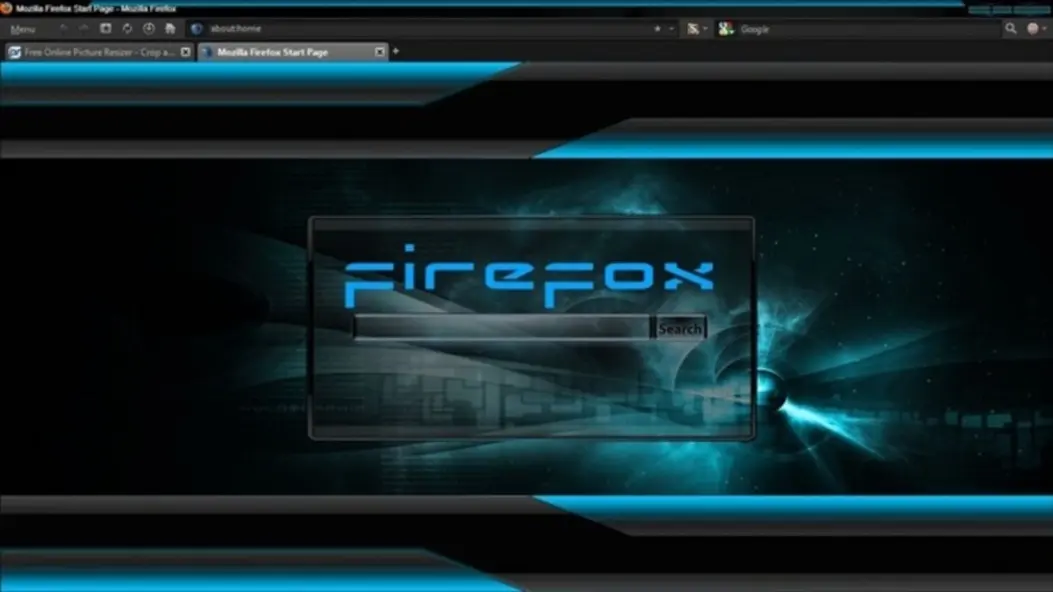 Mozilla Firefox Start Page - Mozilla Firefox
Menu
about:home
Google
Free Online Picture Resizer - Crop a...
Mozilla Firefox Start Page
Firefox
Search